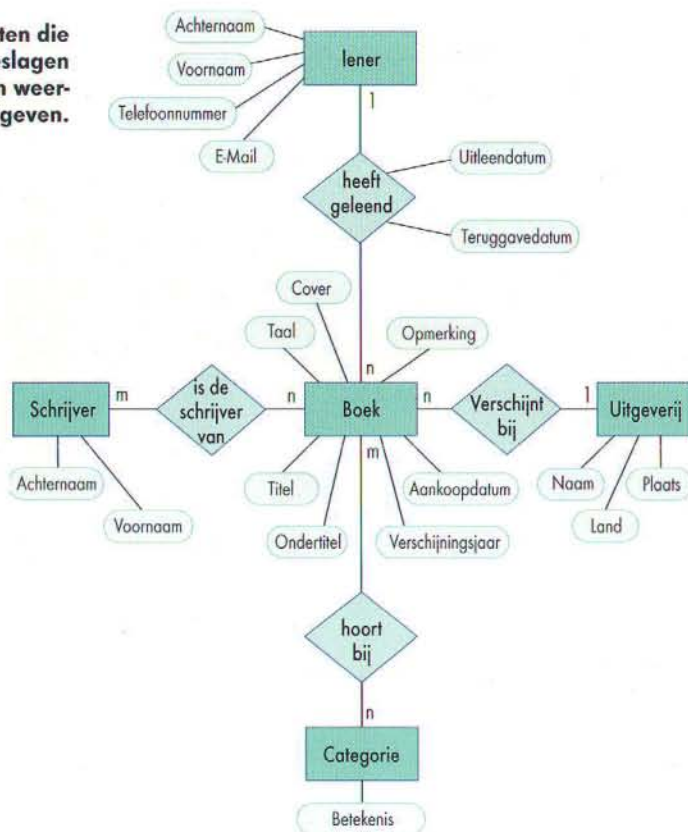 ten die
slagen
weer-
geven.
Achternaam
Voornaam
Telefoonnummer
E-Mail
lener
1
heeft
geleend
Uitleendatum
Teruggavedatum
Cover
Taal
Opmerking
n
Schrijver
m
is de
schrijver
van
n
Boek
n
Verschijnt
bij
1
Uitgeverij
m
Achternaam
Voornaam
Titel
Ondertitel
Aankoopdatum
Verschijningsjaar
Naam
Plaats
Land
hoort
bij
n
Categorie
Betekenis